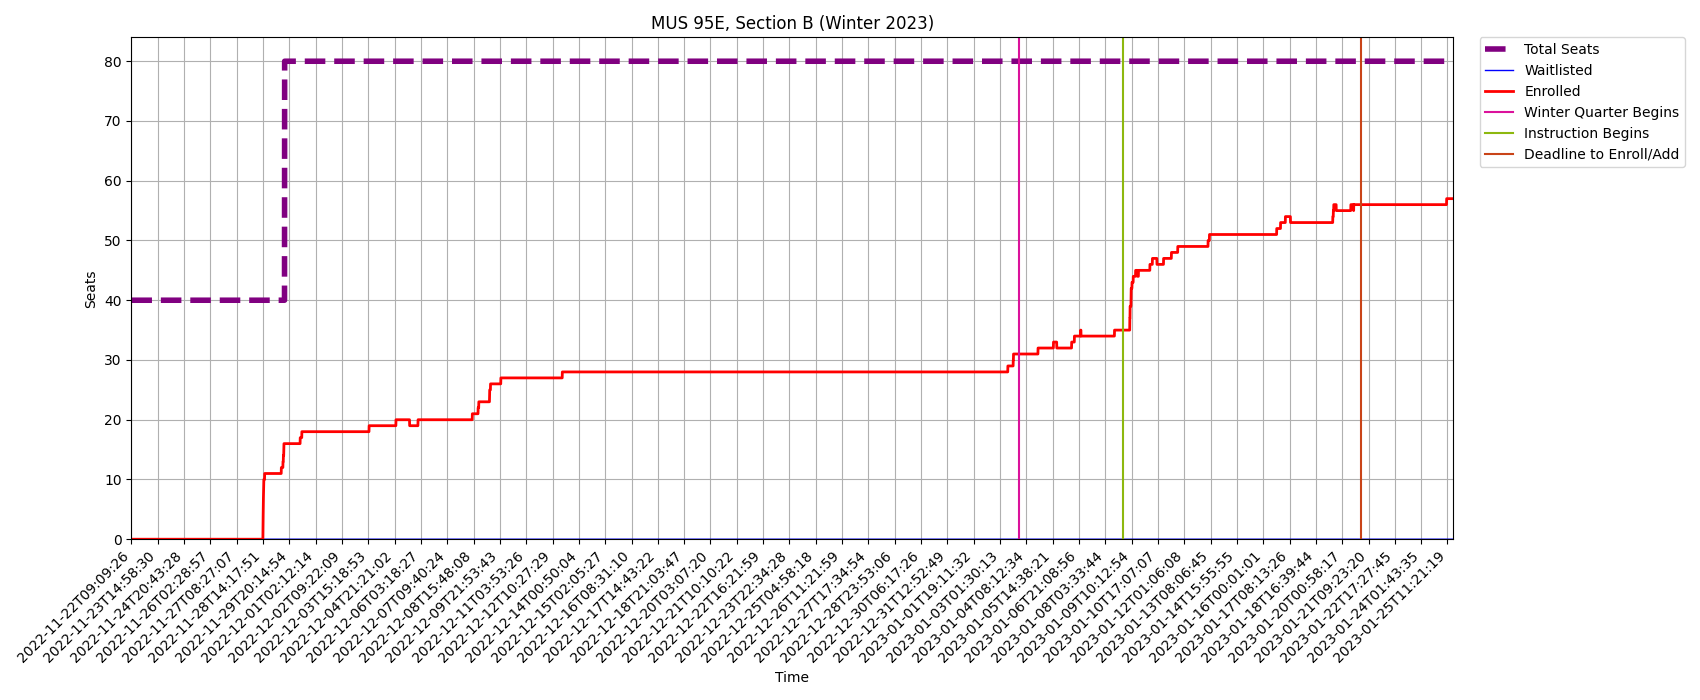 MUS 95E, Section B (Winter 2023)
Total Seats
Waitlisted
Enrolled
Winter Quarter Begins
Instruction Begins
Deadline to Enroll/Add
Seats
80
70
60
50
40
30
20
10
0
2022-11-22T09:09:26
2022-11-23T14:58:30
2022-11-24T20:43:28
2022-11-26T02:28:57
2022-11-27T08:27:07
2022-11-28T14:17:51
2022-11-29T20:14:54
2022-12-01T02:12:14
2022-12-02T09:22:09
2022-12-03T15:18:53
2022-12-04T21:21:02
2022-12-06T03:18:27
2022-12-07T09:40:24
2022-12-08T15:48:08
2022-12-09T21:53:43
2022-12-11T03:53:26
2022-12-12T10:27:29
2022-12-14T00:50:04
2022-12-15T02:05:27
2022-12-16T08:31:10
2022-12-17T14:43:22
2022-12-18T21:03:47
2022-12-20T03:07:20
2022-12-21T10:10:22
2022-12-22T16:21:59
2022-12-23T22:34:28
2022-12-25T04:58:18
2022-12-26T11:21:59
2022-12-27T17:34:54
2022-12-28T23:53:06
2022-12-30T06:17:26
2022-12-31T12:52:49
2023-01-01T19:11:32
2023-01-03T01:30:13
2023-01-04T08:12:34
2023-01-05T14:38:21
2023-01-06T21:08:56
2023-01-08T03:33:44
2023-01-09T10:12:54
2023-01-10T17:07:07
2023-01-12T01:06:08
2023-01-13T08:06:45
2023-01-14T15:55:55
2023-01-16T00:01:01
2023-01-17T08:13:26
2023-01-18T16:39:44
2023-01-20T00:58:17
2023-01-21T09:23:20
2023-01-22T17:27:45
2023-01-24T01:43:35
2023-01-25T11:21:19
Time